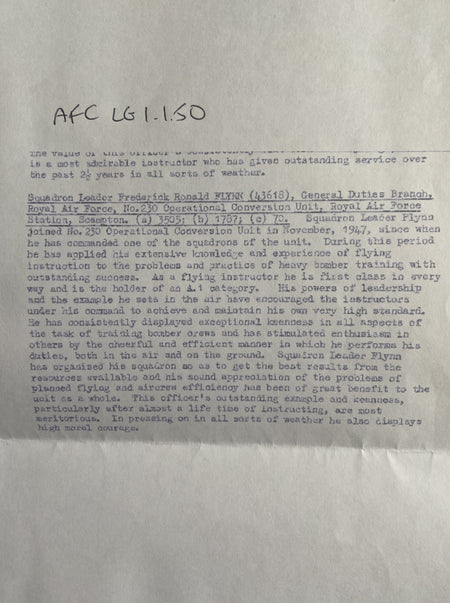 AFC LG 1.1.50
The value of this officer's consistently
is a most admirable instructor who has given outstanding service over
the past 2½ years in all sorts of weather.
Squadron Leader Frederick Ronald FLYNN (43618), General Duties Branch,
Royal Air Force, No.230 Operational Conversion Unit, Royal Air Force
Station, Scampton. (a) 3505; (b) 1787; (c) 70. Squadron Leader Flynn
joined No.230 Operational Conversion Unit in November, 1947, since when
he has commanded one of the squadrons of the unit. During this period
he has applied his extensive knowledge and experience of flying
instruction to the problems and practice of heavy bomber training with
outstanding success. As a flying instructor he is first class in every
way and is the holder of an A.1 category. His powers of leadership
and the example he sets in the air have encouraged the instructors
under his command to achieve and maintain his own very high standard.
He has consistently displayed exceptional keenness in all aspects of
the task of training bomber crews and has stimulated enthusiasm in
others by the cheerful and efficient manner in which he performs his
duties, both in the air and on the ground. Squadron Leader Flynn
has organised his squadron so as to get the best results from the
resources available and his sound appreciation of the problems of
planned flying and aircrew efficiency has been of great benefit to the
unit as a whole. This officer's outstanding example and keenness,
particularly after almost a life time of instructing, are most
meritorious. In pressing on in all sorts of weather he also displays
high moral courage.